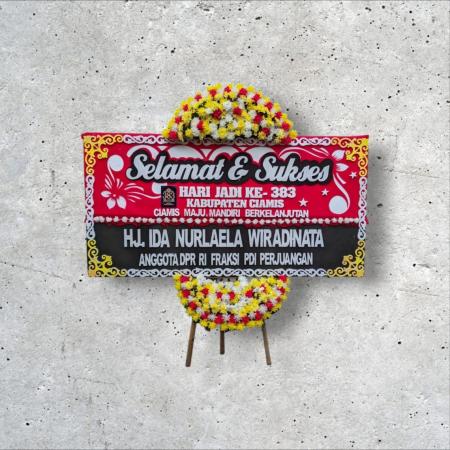 Selamat & Sukses
HARI JADI KE- 383
KABUPATEN CIAMIS
CIAMIS MAJU, MANDIRI BERKELANJUTAN
HJ. IDA NURLAELA WIRADINATA
ANGGOTA DPR RI FRAKSI PDI PERJUANGAN